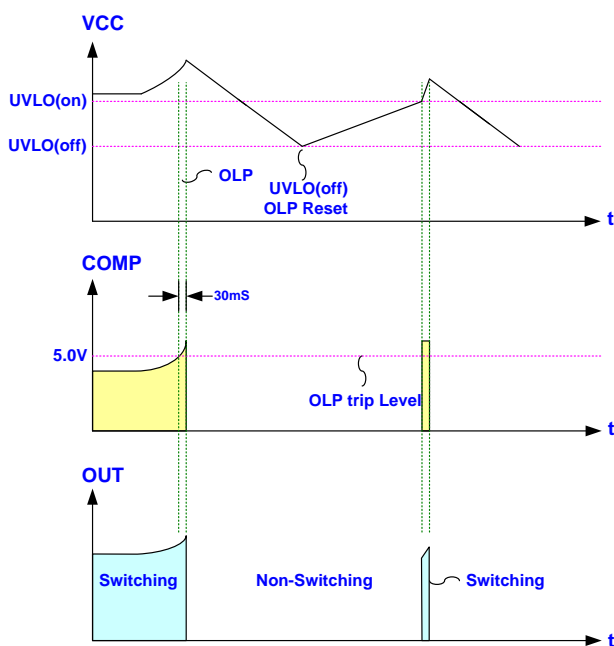 VCC
UVLO(on)
UVLO(off)
OLP
UVLO(off)
OLP Reset
t
COMP
30mS
5.0V
OLP trip Level
t
OUT
Switching
Non-Switching
Switching
t